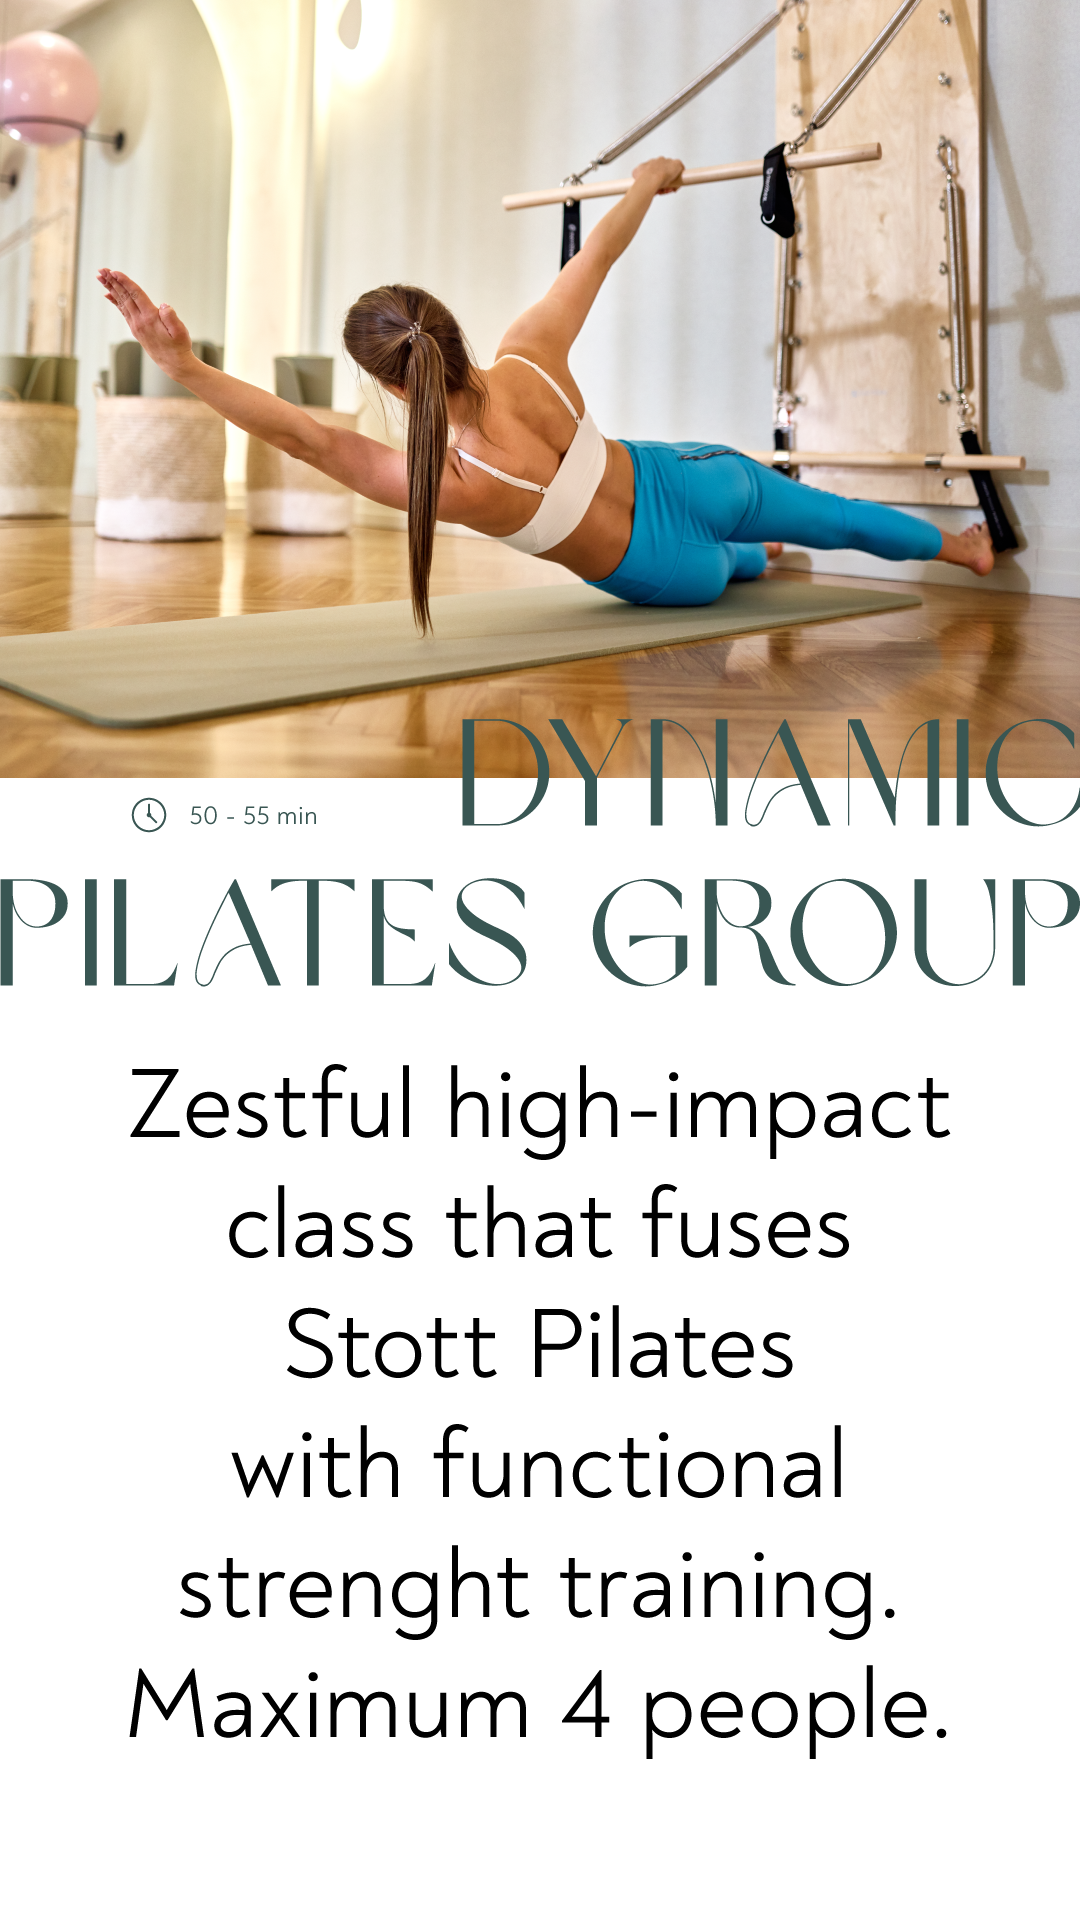 DYNAMIC
50 - 55 min
PILATES GROUP
Zestful high-impact
class that fuses
Stott Pilates
with functional
strenght training.
Maximum 4 people.